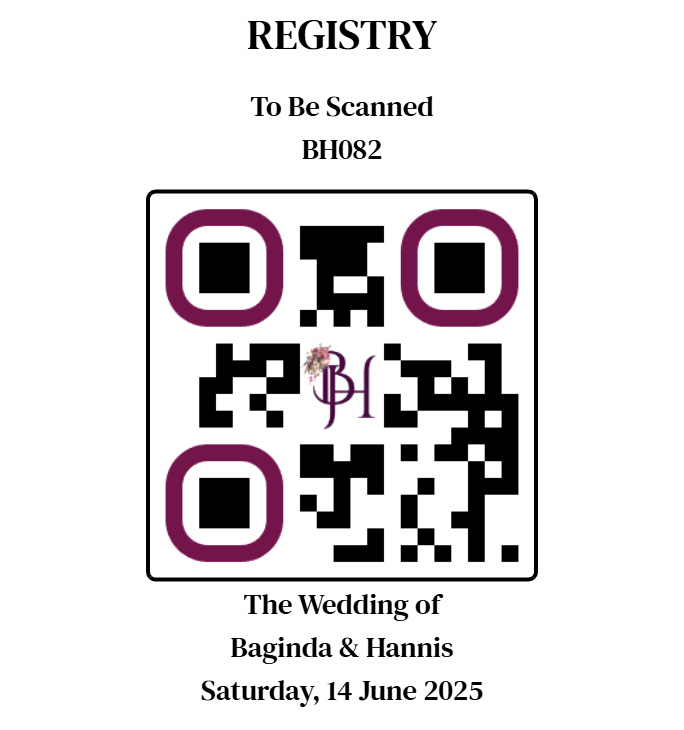 REGISTRY
To Be Scanned
BH082
BH
The Wedding of
Baginda & Hannis
Saturday, 14 June 2025